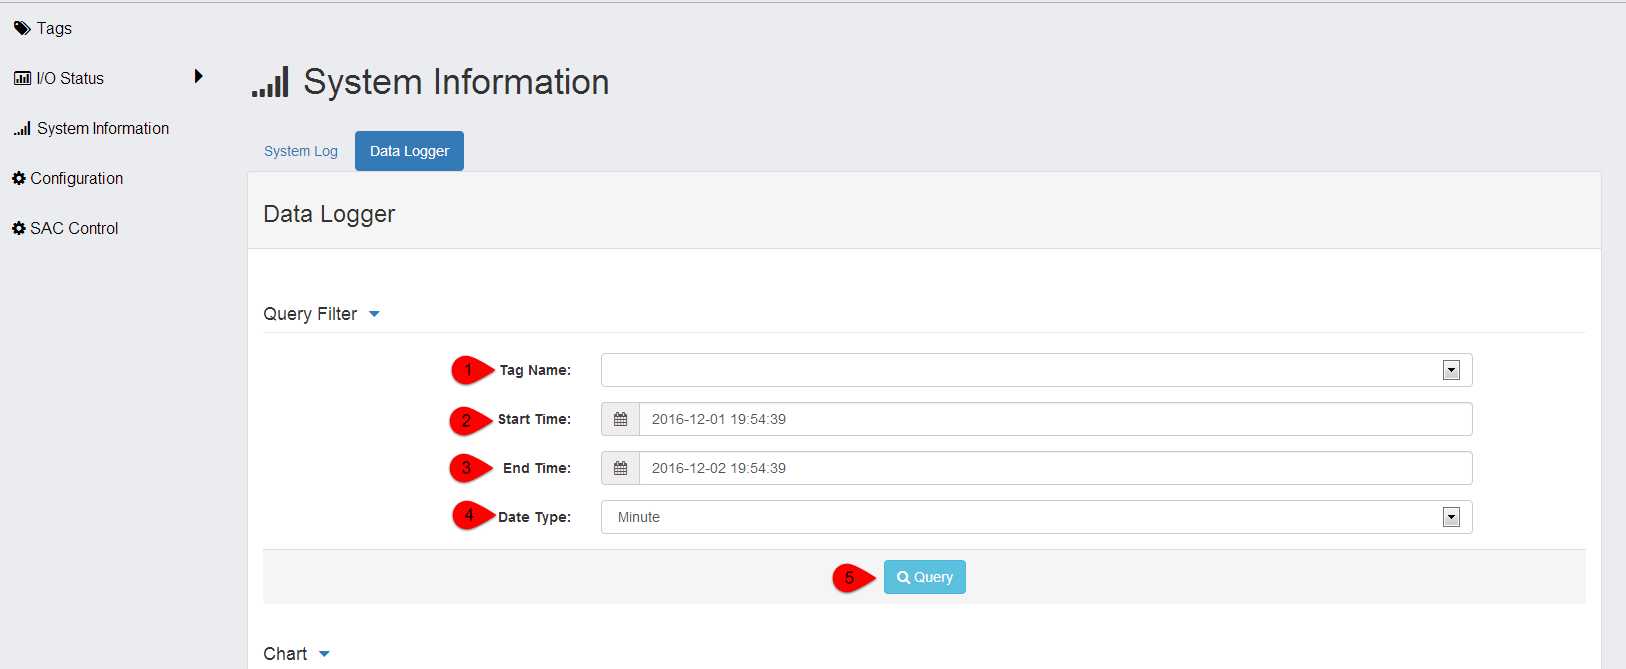 Tags
I/O Status
System Information
Configuration
SAC Control
System Information
System Log Data Logger
Data Logger
Query Filter
1 Tag Name:
2 Start Time: 2016-12-01 19:54:39
3 End Time: 2016-12-02 19:54:39
4 Date Type: Minute
5 Query
Chart